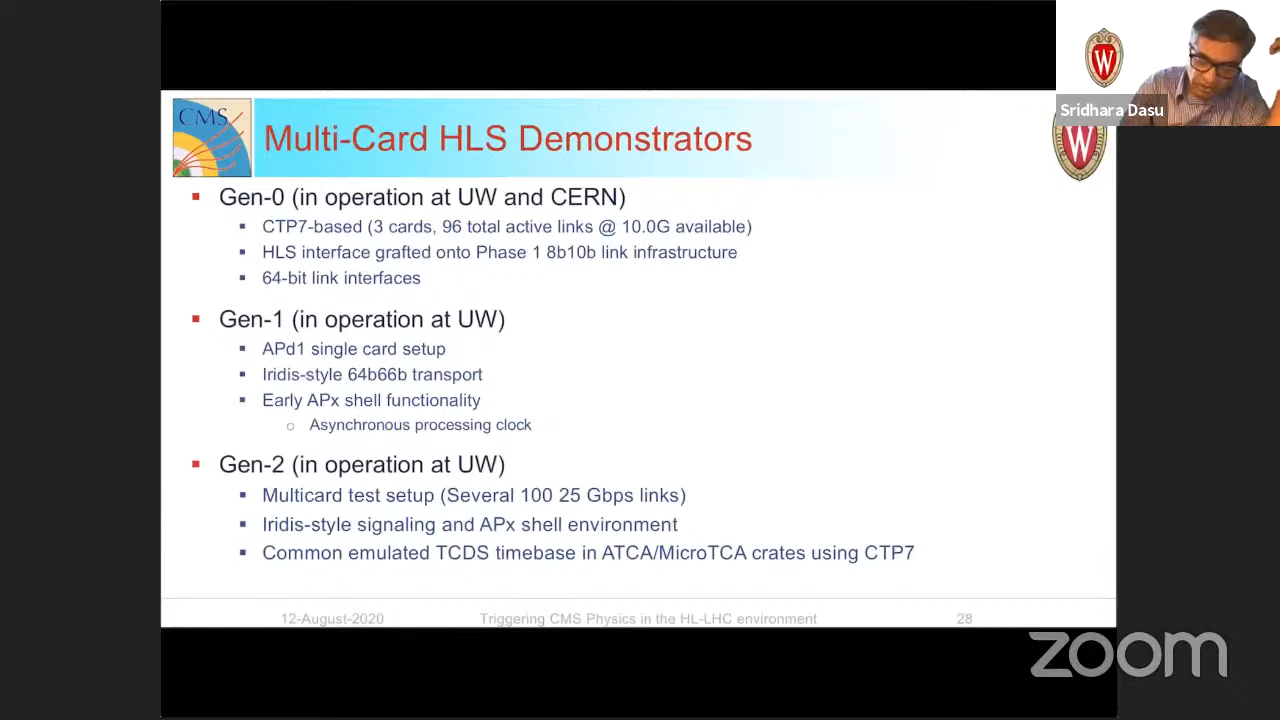 W
Sridhara Dasu
W
CMS
Multi-Card HLS Demonstrators
Gen-0 (in operation at UW and CERN)
CTP7-based (3 cards, 96 total active links @ 10.0G available)
HLS interface grafted onto Phase 1 8b10b link infrastructure
64-bit link interfaces
Gen-1 (in operation at UW)
APd1 single card setup
Iridis-style 64b66b transport
Early APx shell functionality
Asynchronous processing clock
Gen-2 (in operation at UW)
Multicard test setup (Several 100 25 Gbps links)
Iridis-style signaling and APx shell environment
Common emulated TCDS timebase in ATCA/MicroTCA crates using CTP7
12-August-2020 Triggering CMS Physics in the HL-LHC environment 28
zoom